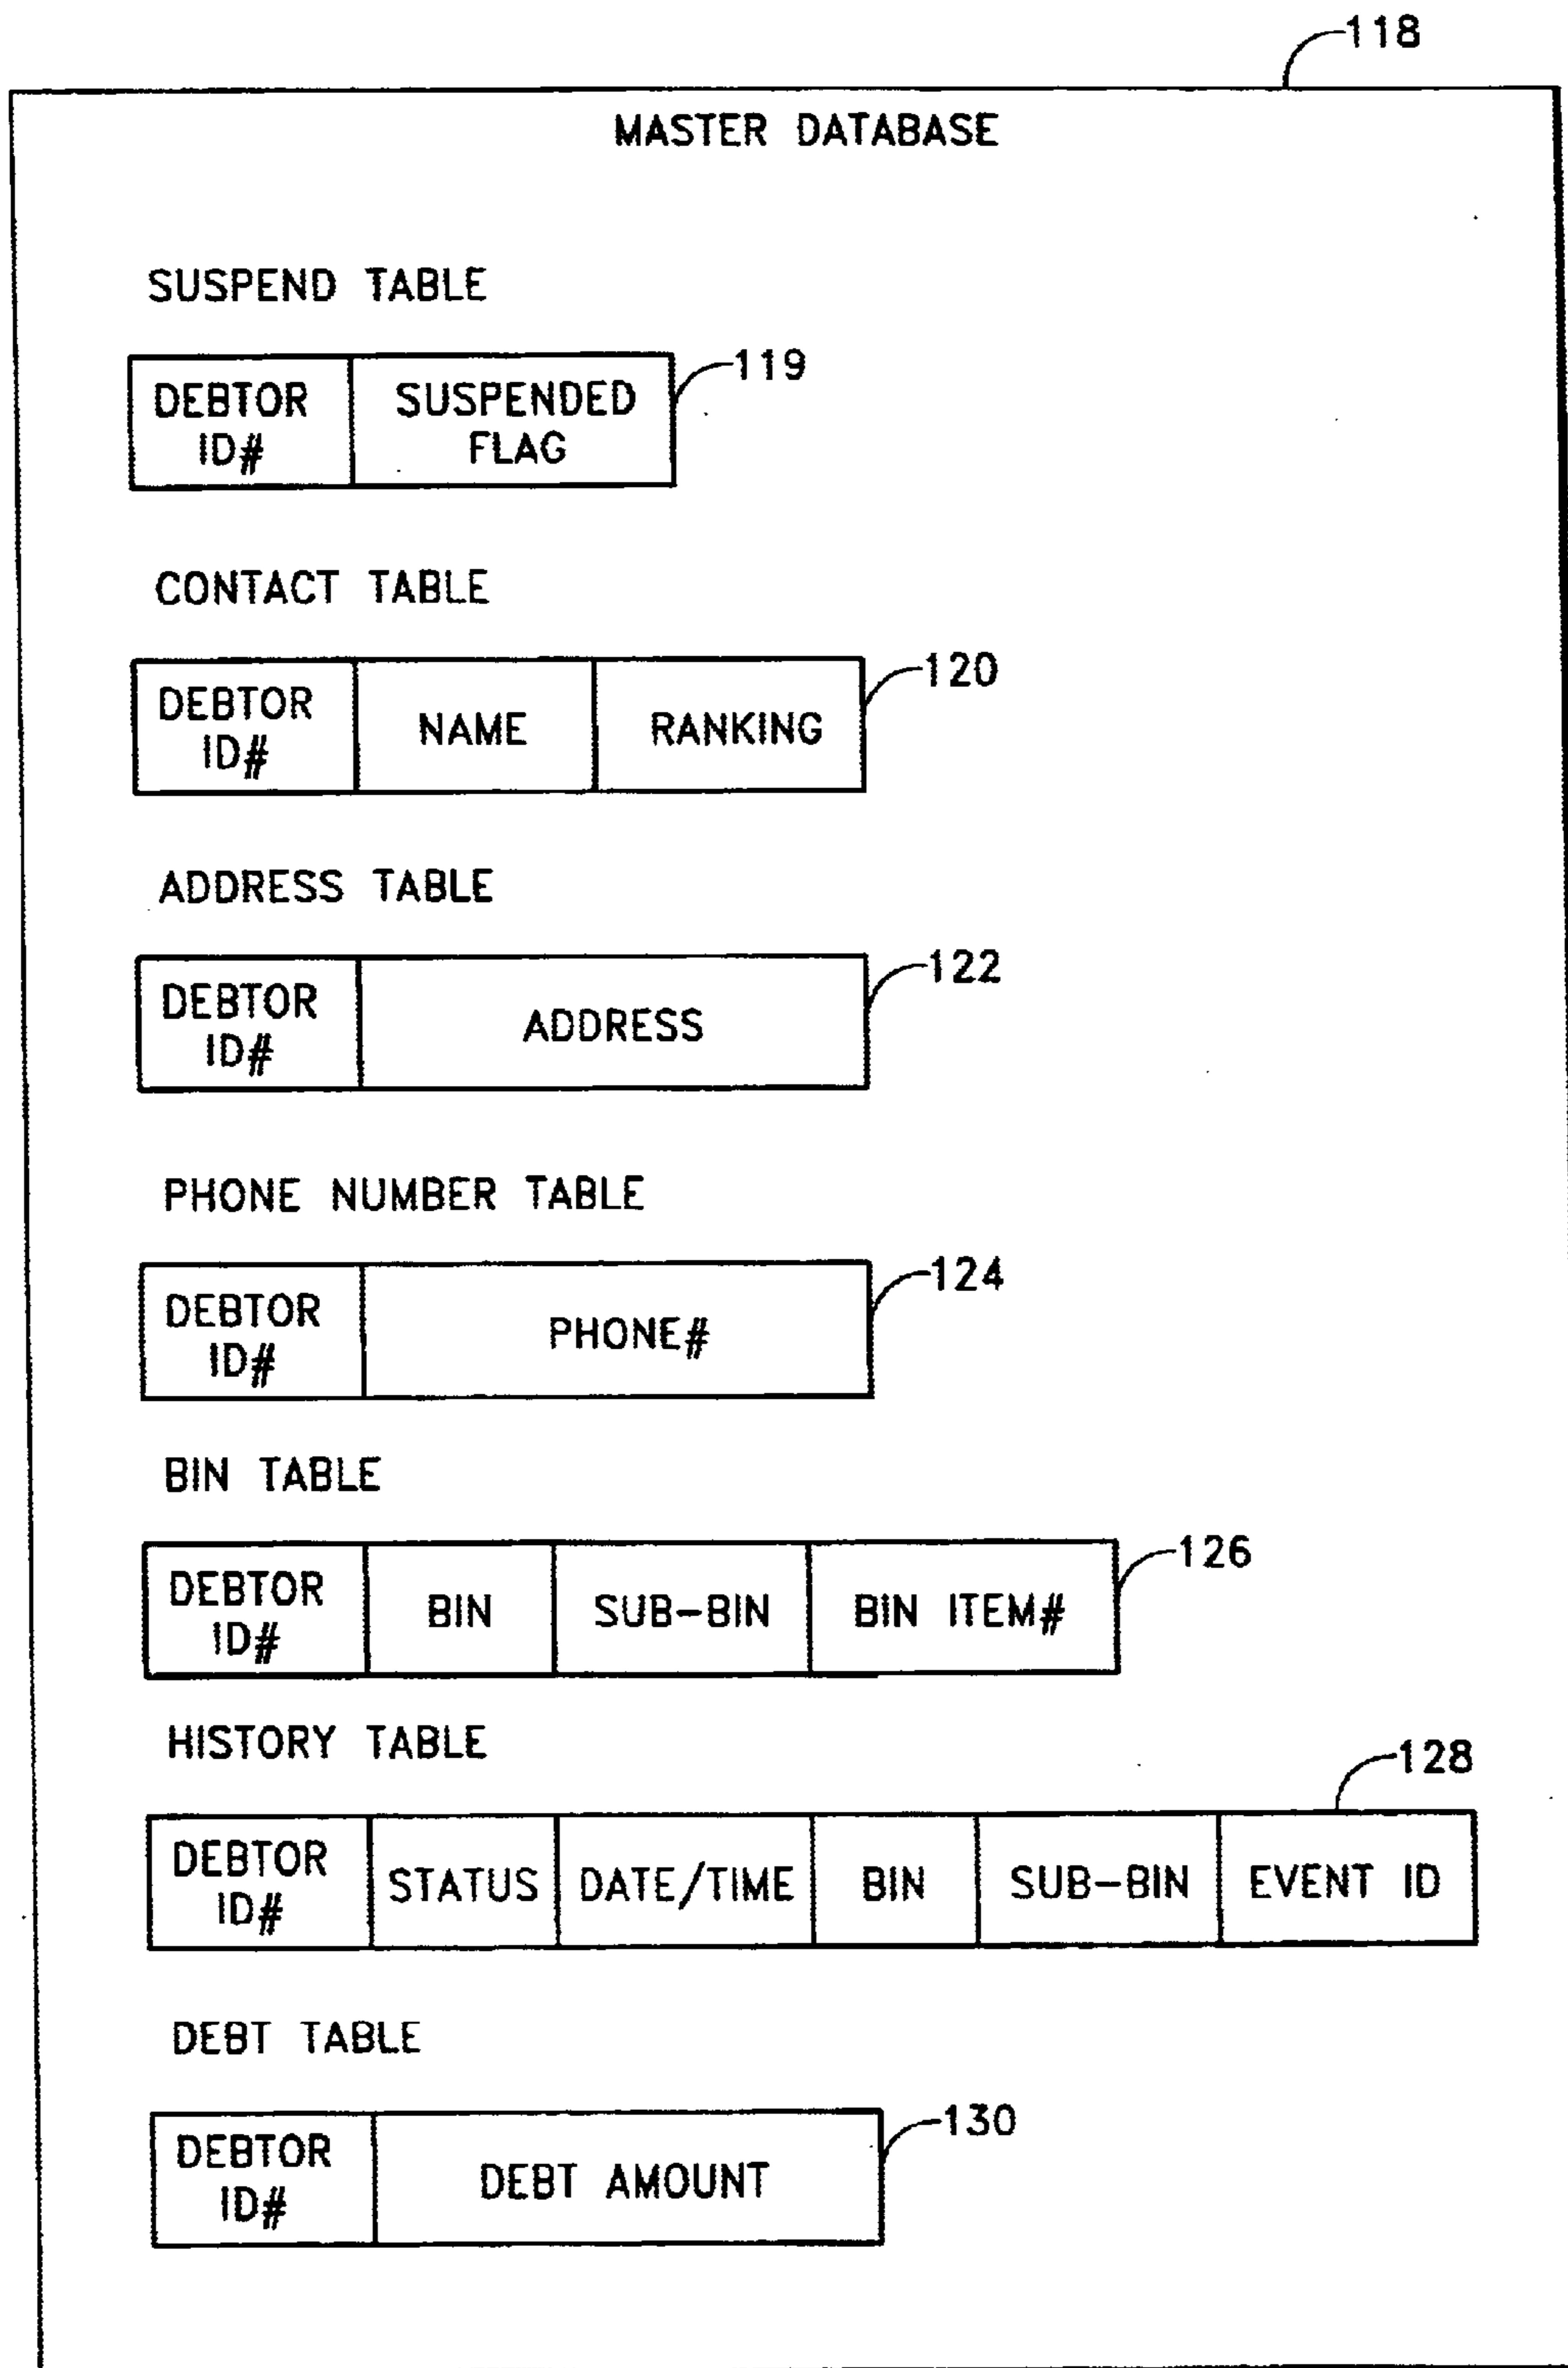 118
MASTER DATABASE
SUSPEND TABLE
119
DEBTOR ID#
SUSPENDED FLAG
CONTACT TABLE
120
DEBTOR ID#
NAME
RANKING
ADDRESS TABLE
122
DEBTOR ID#
ADDRESS
PHONE NUMBER TABLE
124
DEBTOR ID#
PHONE#
BIN TABLE
126
DEBTOR ID#
BIN
SUB-BIN
BIN ITEM#
HISTORY TABLE
128
DEBTOR ID#
STATUS
DATE/TIME
BIN
SUB-BIN
EVENT ID
DEBT TABLE
130
DEBTOR ID#
DEBT AMOUNT